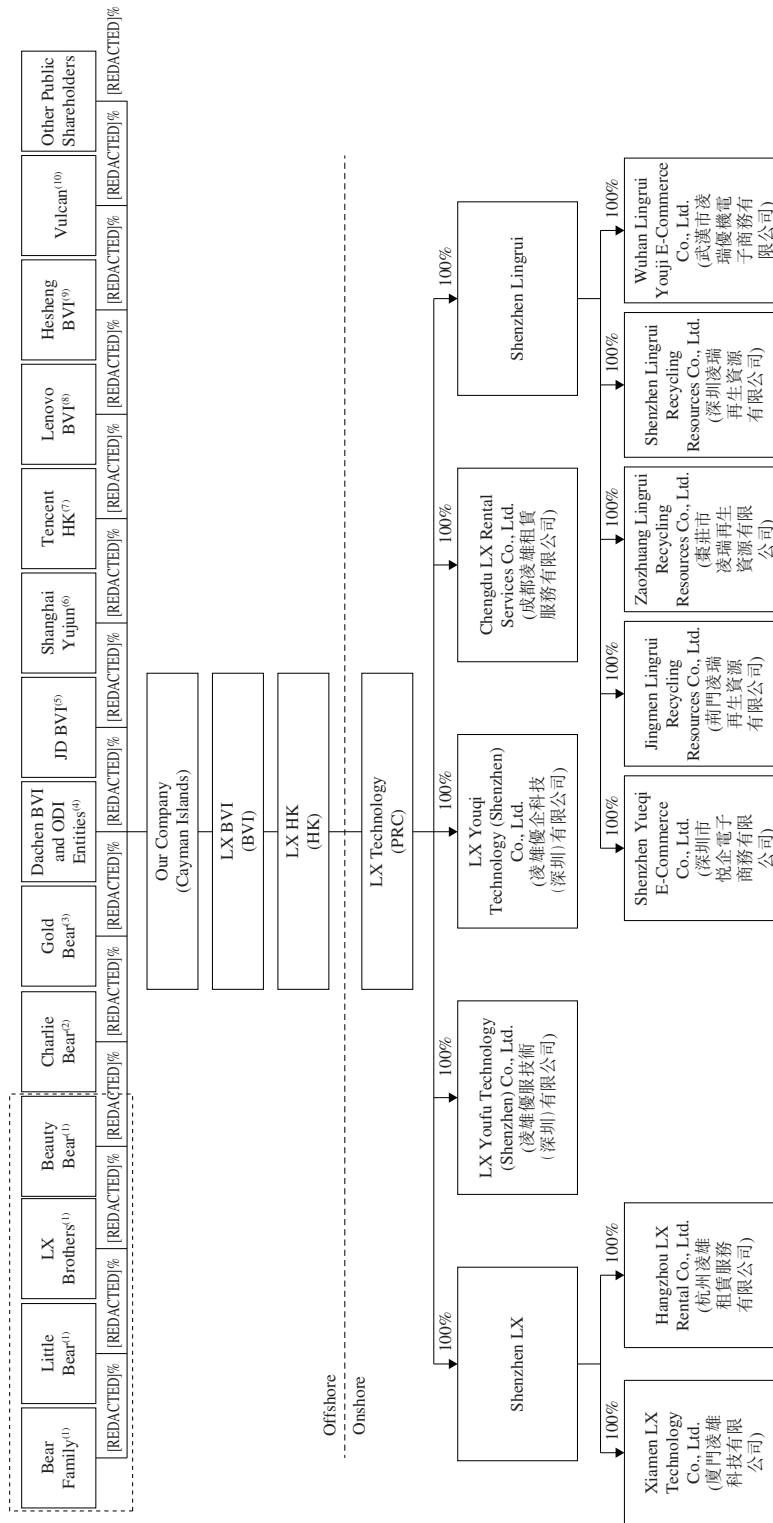 Bear
Family(1)
Little
Bear(1)
LX
Brothers(1)
Beauty
Bear(1)
Charlie
Bear(2)
Gold
Bear(3)
Dachen BVI
and ODI
Entities(4)
JD BVI(5)
Shanghai
Yujun(6)
Tencent
HK(7)
Lenovo
BVI(8)
Hesheng
BVI(9)
Vulcan(10)
Other Public
Shareholders
[REDACTED]%
[REDACTED]%
[REDACTED]%
[REDACTED]%
[REDACTED]%
[REDACTED]%
[REDACTED]%
[REDACTED]%
[REDACTED]%
[REDACTED]%
[REDACTED]%
[REDACTED]%
[REDACTED]%
[REDACTED]%
Our Company
(Cayman Islands)
LX BVI
(BVI)
LX HK
(HK)
Offshore
Onshore
LX Technology
(PRC)
100%
100%
100%
100%
100%
Shenzhen LX
LX Youfu Technology
(Shenzhen) Co., Ltd.
(凌雄優服技術
(深圳)有限公司)
LX Youqi
Technology (Shenzhen)
Co., Ltd.
(凌雄優企科技
(深圳)有限公司)
Chengdu LX Rental
Services Co., Ltd.
(成都凌雄租賃
服務有限公司)
Shenzhen Lingrui
100%
100%
100%
100%
100%
100%
100%
Xiamen LX
Technology
Co., Ltd.
(廈門凌雄
科技有限
公司)
Hangzhou LX
Rental Co., Ltd.
(杭州凌雄
租賃服務
有限公司)
Shenzhen Yueqi
E-Commerce
Co., Ltd.
(深圳市
悅企電子
商務有限
公司)
Jingmen Lingrui
Recycling
Resources Co., Ltd.
(荊門凌瑞
再生資源
有限公司)
Zaozhuang Lingrui
Recycling
Resources Co., Ltd.
(棗莊市
凌瑞再生
資源有限
公司)
Shenzhen Lingrui
Recycling
Resources Co., Ltd.
(深圳凌瑞
再生資源
有限公司)
Wuhan Lingrui
Youji E-Commerce
Co., Ltd.
(武漢市凌
瑞優機電
子商務有
限公司)